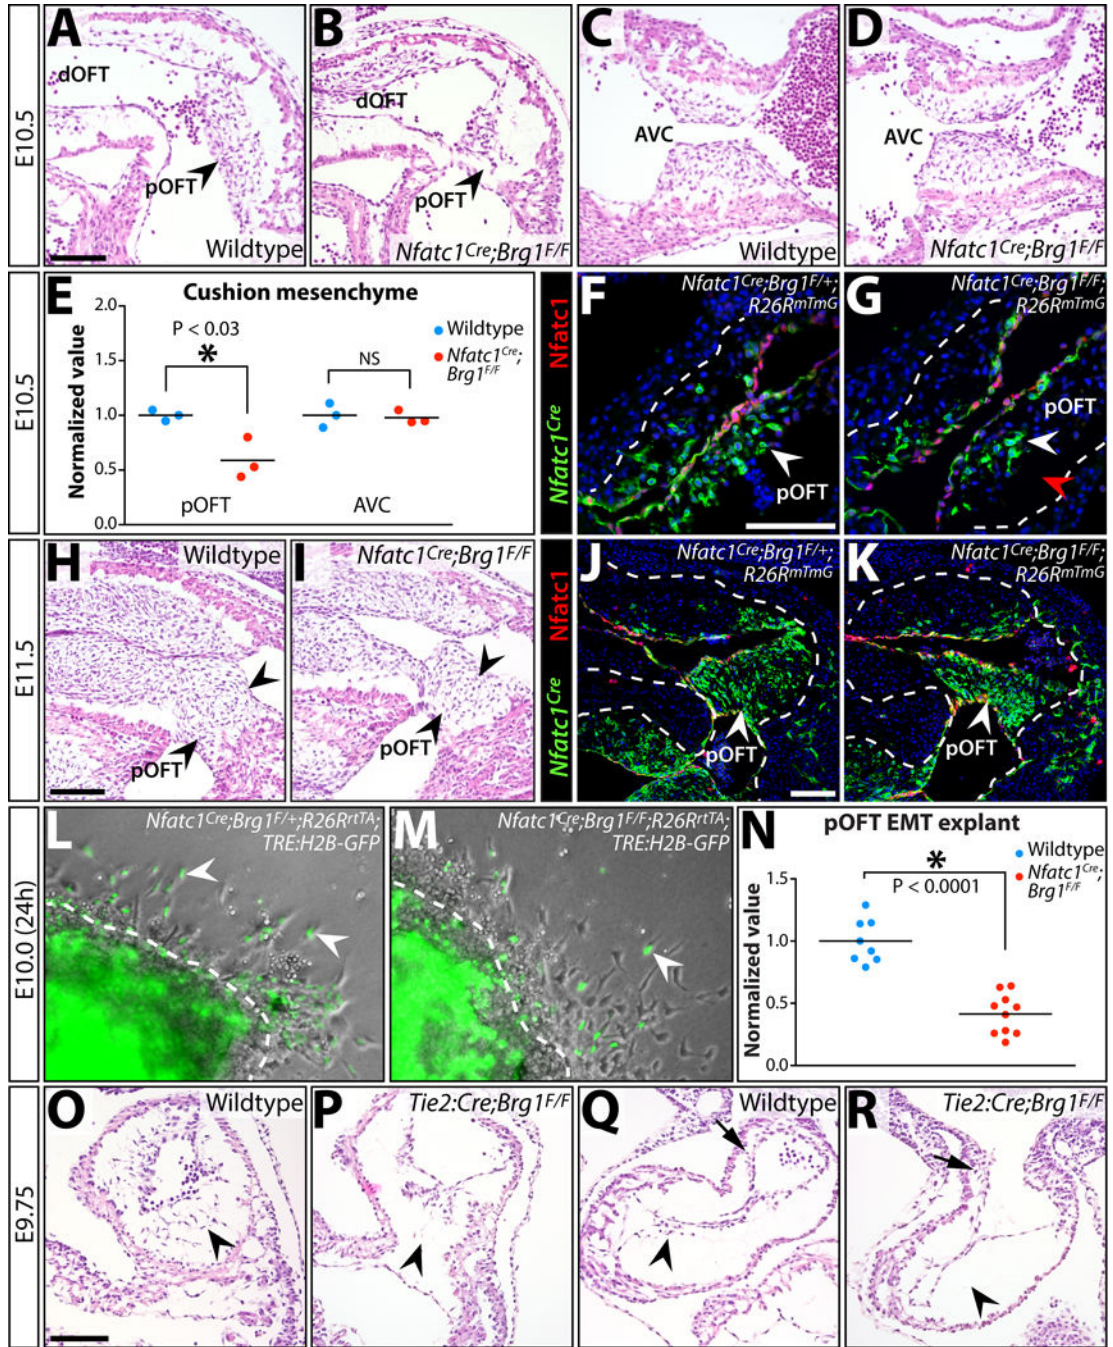 E10.5
A
dOFT
pOFT
Wildtype
B
dOFT
pOFT
Nfatc1Cre;Brg1F/F
C
AVC
Wildtype
D
AVC
Nfatc1Cre;Brg1F/F
E10.5
E
Cushion mesenchyme
Normalized value
2.0
1.5
1.0
0.5
0.0
P < 0.03
*
NS
Wildtype
Nfatc1Cre;
Brg1F/F
pOFT
AVC
Nfatc1Cre Nfatc1
F
Nfatc1Cre;Brg1F/+;
R26RmTmG
pOFT
G
Nfatc1Cre;Brg1F/F;
R26RmTmG
pOFT
E11.5
H
Wildtype
pOFT
I
Nfatc1Cre;Brg1F/F
pOFT
Nfatc1Cre Nfatc1
J
Nfatc1Cre;Brg1F/+;
R26RmTmG
pOFT
K
Nfatc1Cre;Brg1F/F;
R26RmTmG
pOFT
E10.0 (24h)
L
Nfatc1Cre;Brg1F/+;R26RrtTA;
TRE:H2B-GFP
M
Nfatc1Cre;Brg1F/F;R26RrtTA;
TRE:H2B-GFP
N
pOFT EMT explant
Normalized value
1.5
1.0
0.5
0.0
*
P < 0.0001
Wildtype
Nfatc1Cre;
Brg1F/F
E9.75
O
Wildtype
P
Tie2:Cre;Brg1F/F
Q
Wildtype
R
Tie2:Cre;Brg1F/F